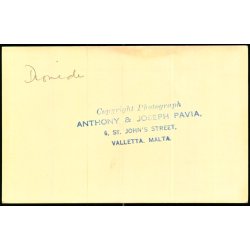 Diomede
Copyright Photograph
ANTHONY & JOSEPH PAVIA,
6, ST. JOHN'S STREET,
VALLETTA, MALTA.